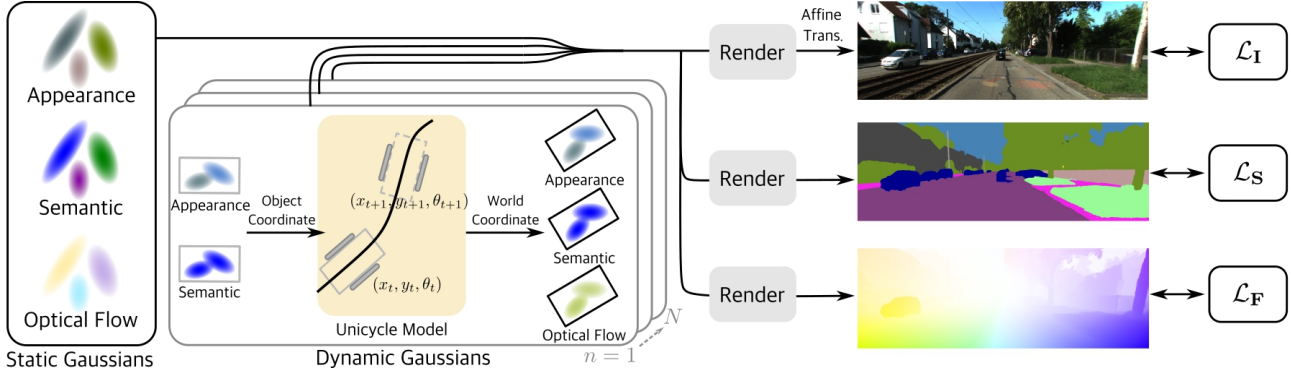 Appearance
Semantic
Optical Flow
Static Gaussians
Appearance
Semantic
Object
Coordinate
(x_{t+1}, y_{t+1}, θ_{t+1})
(x_t, y_t, θ_t)
Unicycle Model
World
Coordinate
Appearance
Semantic
Optical Flow
Dynamic Gaussians
n = 1
N
Render
Affine
Trans.
ℒ_I
Render
ℒ_S
Render
ℒ_F